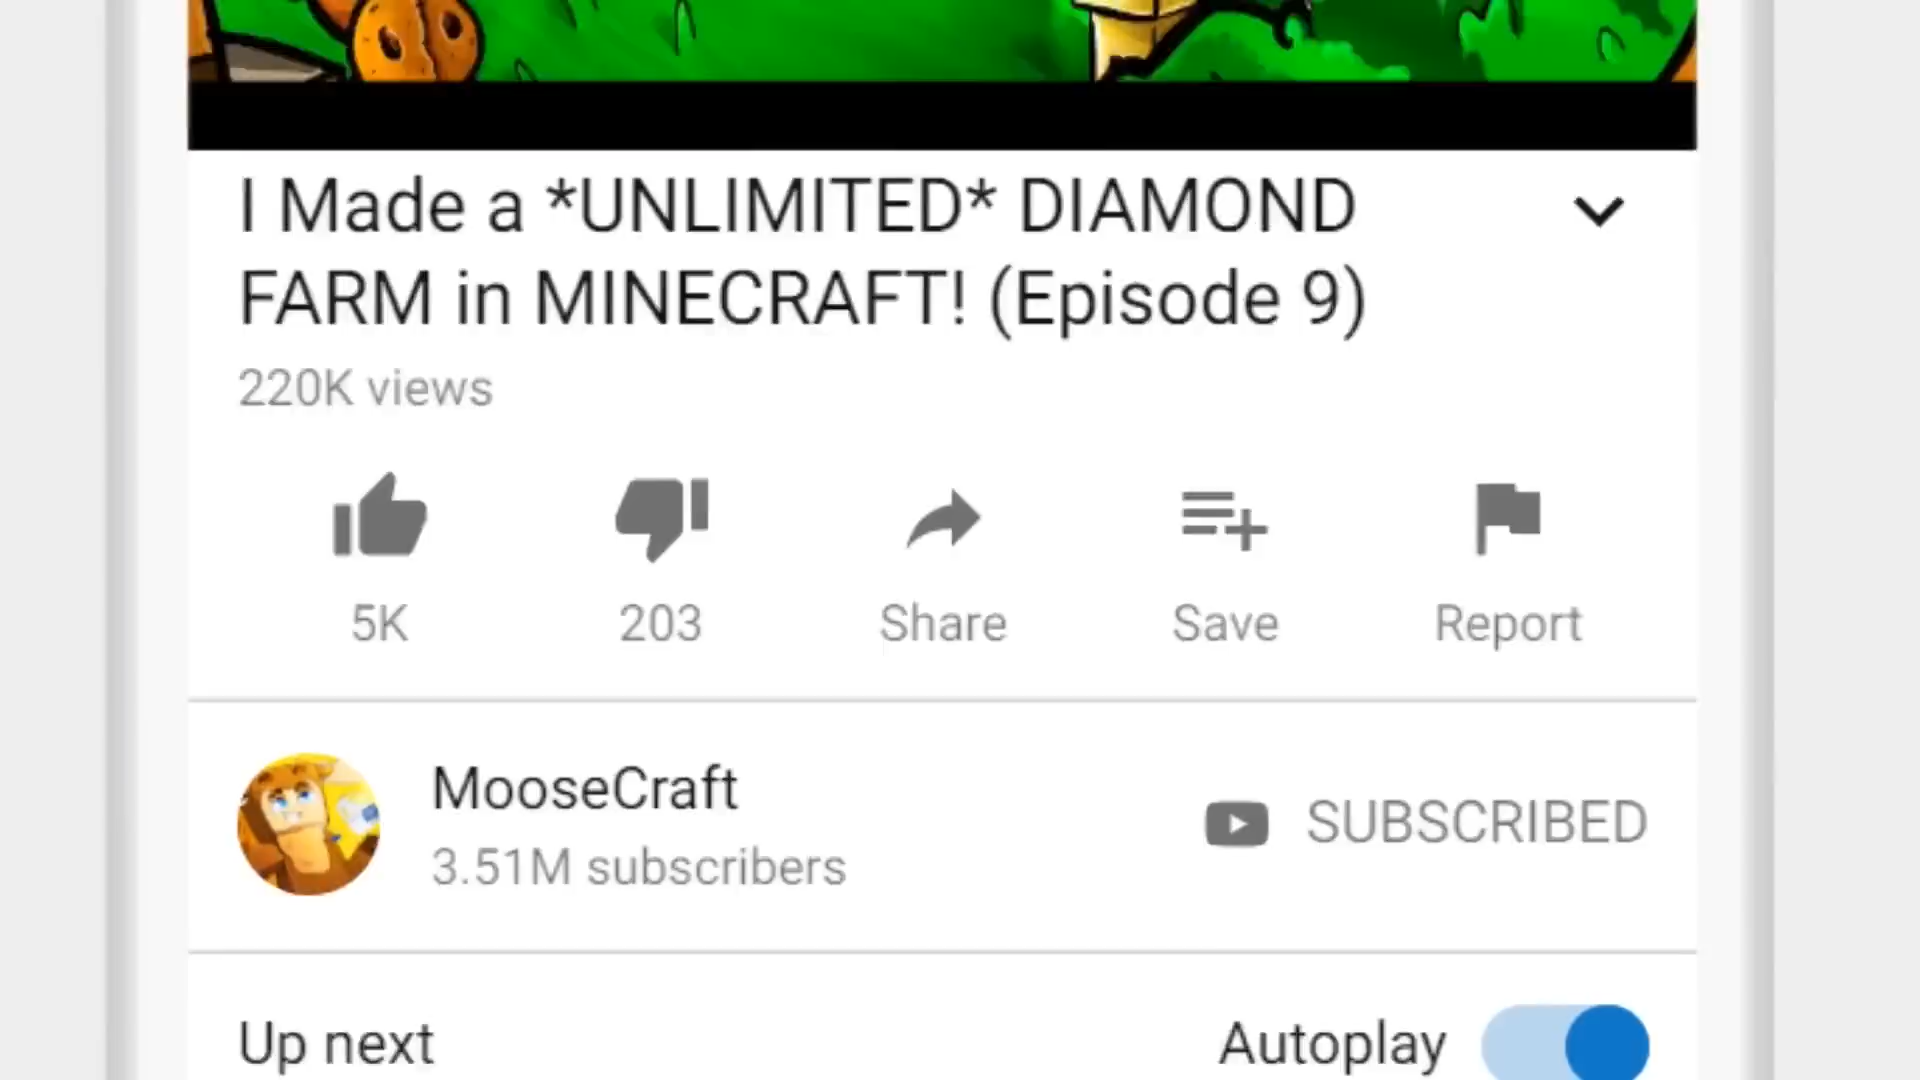 I Made a *UNLIMITED* DIAMOND
FARM in MINECRAFT! (Episode 9)
220K views
5K
203
Share
Save
Report
MooseCraft
SUBSCRIBED
3.51M subscribers
Up next
Autoplay